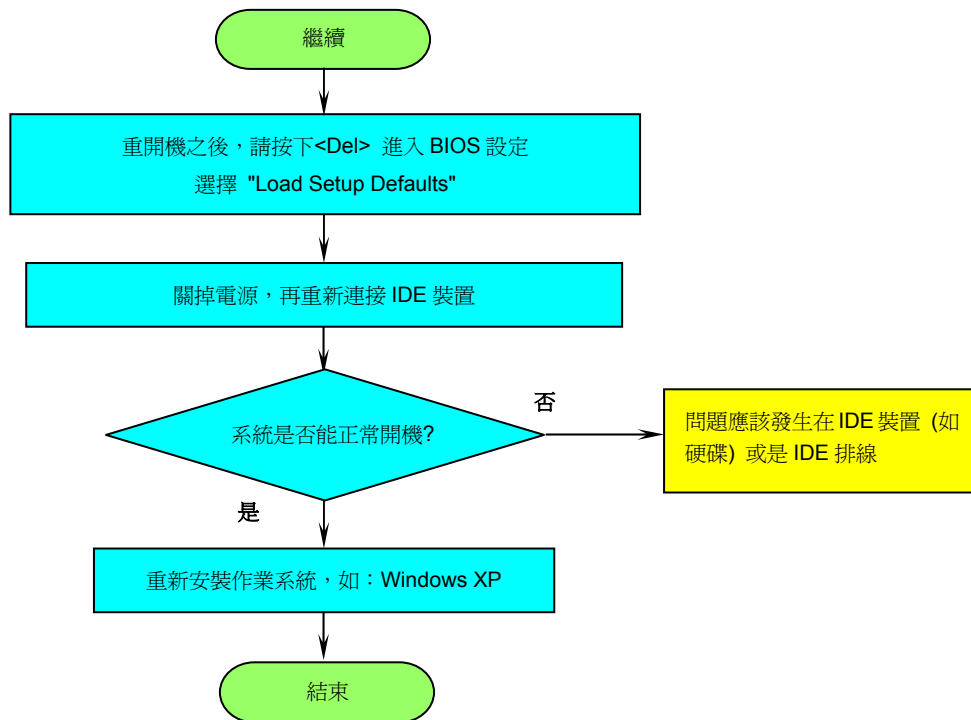 繼續
重開機之後，請按下<Del> 進入 BIOS 設定
選擇 "Load Setup Defaults"
關掉電源，再重新連接 IDE 裝置
系統是否能正常開機?
否
問題應該發生在 IDE 裝置 (如
硬碟) 或是 IDE 排線
是
重新安裝作業系統，如：Windows XP
結束